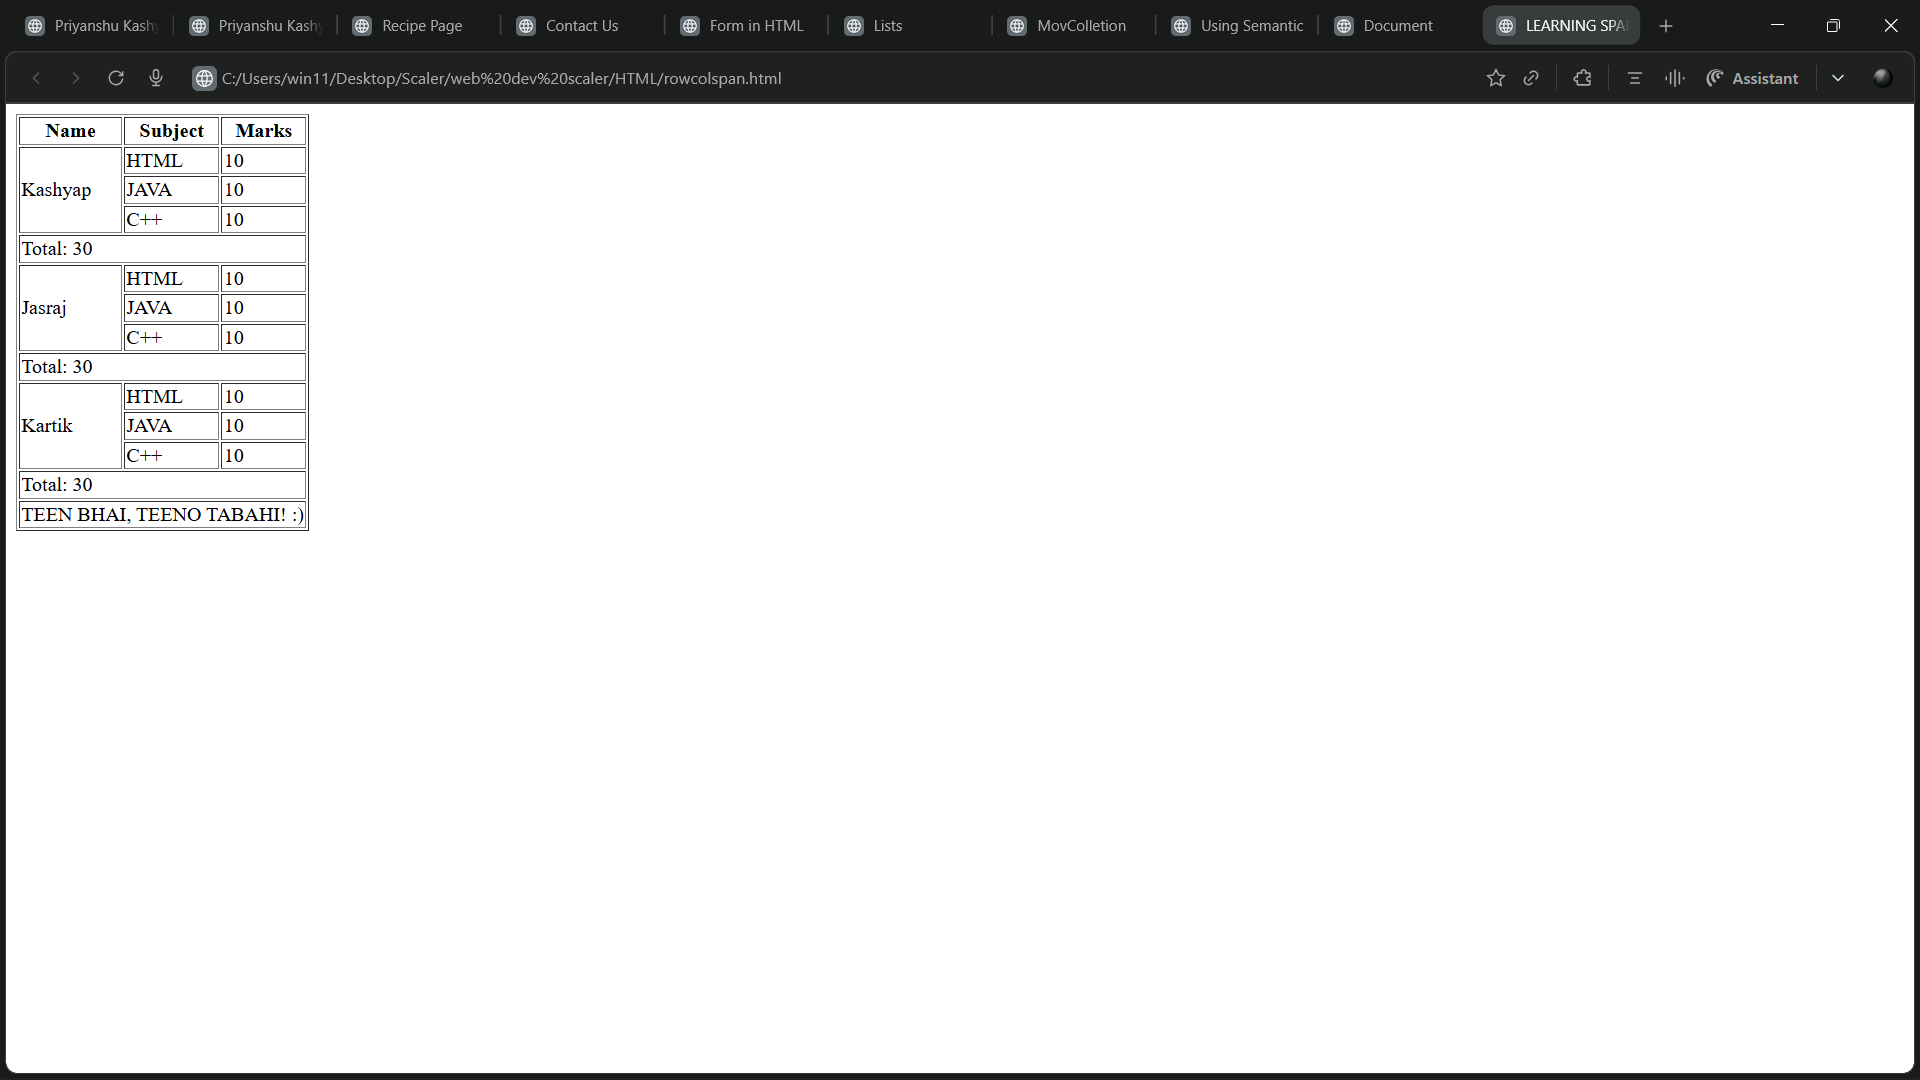 Priyanshu Kashy
Priyanshu Kashy
Recipe Page
Contact Us
Form in HTML
Lists
MovColletion
Using Semantic
Document
LEARNING SPA
C:/Users/win11/Desktop/Scaler/web%20dev%20scaler/HTML/rowcolspan.html
Assistant
Name Subject Marks
Kashyap
HTML 10
JAVA 10
C++ 10
Total: 30
Jasraj
HTML 10
JAVA 10
C++ 10
Total: 30
Kartik
HTML 10
JAVA 10
C++ 10
Total: 30
TEEN BHAI, TEENO TABAHI! :)